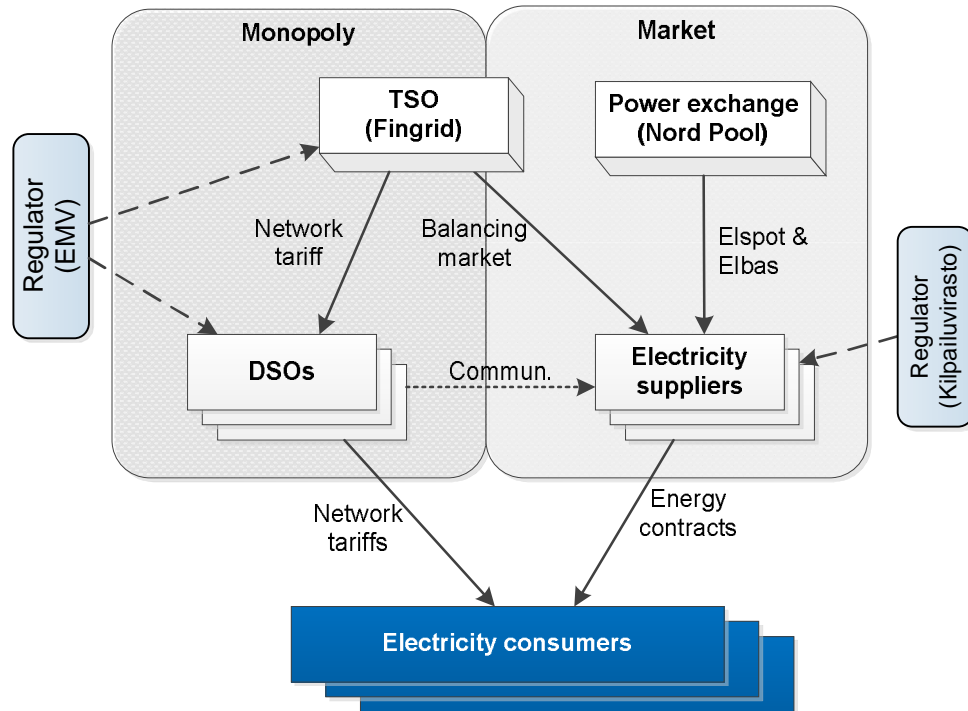 Monopoly
Market
TSO
(Fingrid)
Power exchange
(Nord Pool)
Regulator
(EMV)
Network
tariff
Balancing
market
Elspot &
Elbas
Regulator
(Kilpailuvirasto)
DSOs
Commun.
Electricity
suppliers
Network
tariffs
Energy
contracts
Electricity consumers